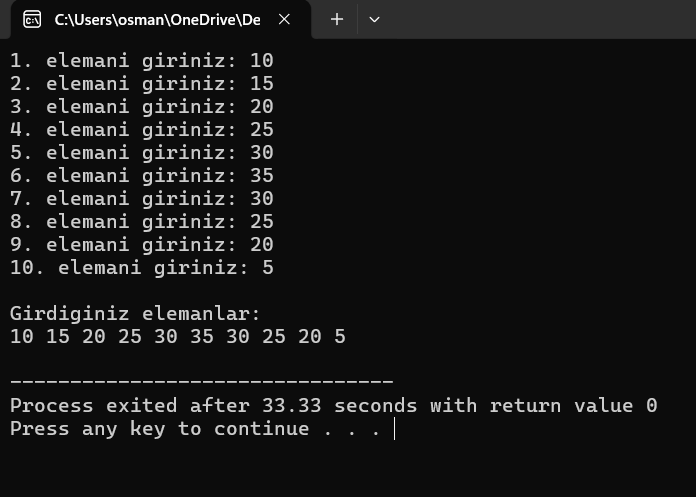 C:\Users\osman\OneDrive\De
1. elemani giriniz: 10
2. elemani giriniz: 15
3. elemani giriniz: 20
4. elemani giriniz: 25
5. elemani giriniz: 30
6. elemani giriniz: 35
7. elemani giriniz: 30
8. elemani giriniz: 25
9. elemani giriniz: 20
10. elemani giriniz: 5
Girdiginiz elemanlar:
10 15 20 25 30 35 30 25 20 5
--------------------------------
Process exited after 33.33 seconds with return value 0
Press any key to continue . . .